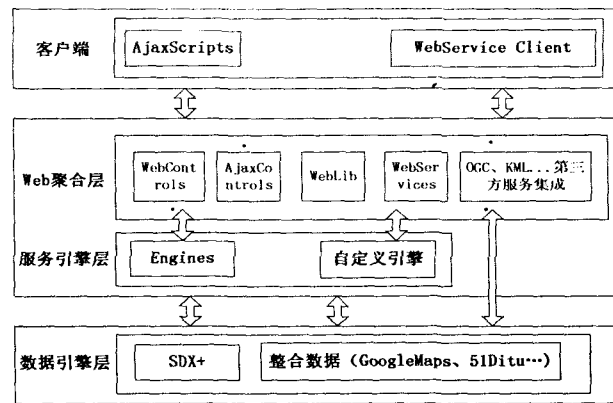 客户端
AjaxScripts
WebService Client
Web聚合层
WebCont
rols
AjaxCo
ntrols
WebLib
WebSer
vices
OGC、KML...第三
方服务集成
服务引擎层
Engines
自定义引擎
数据引擎层
SDX+
整合数据（GoogleMaps、51Ditu…）